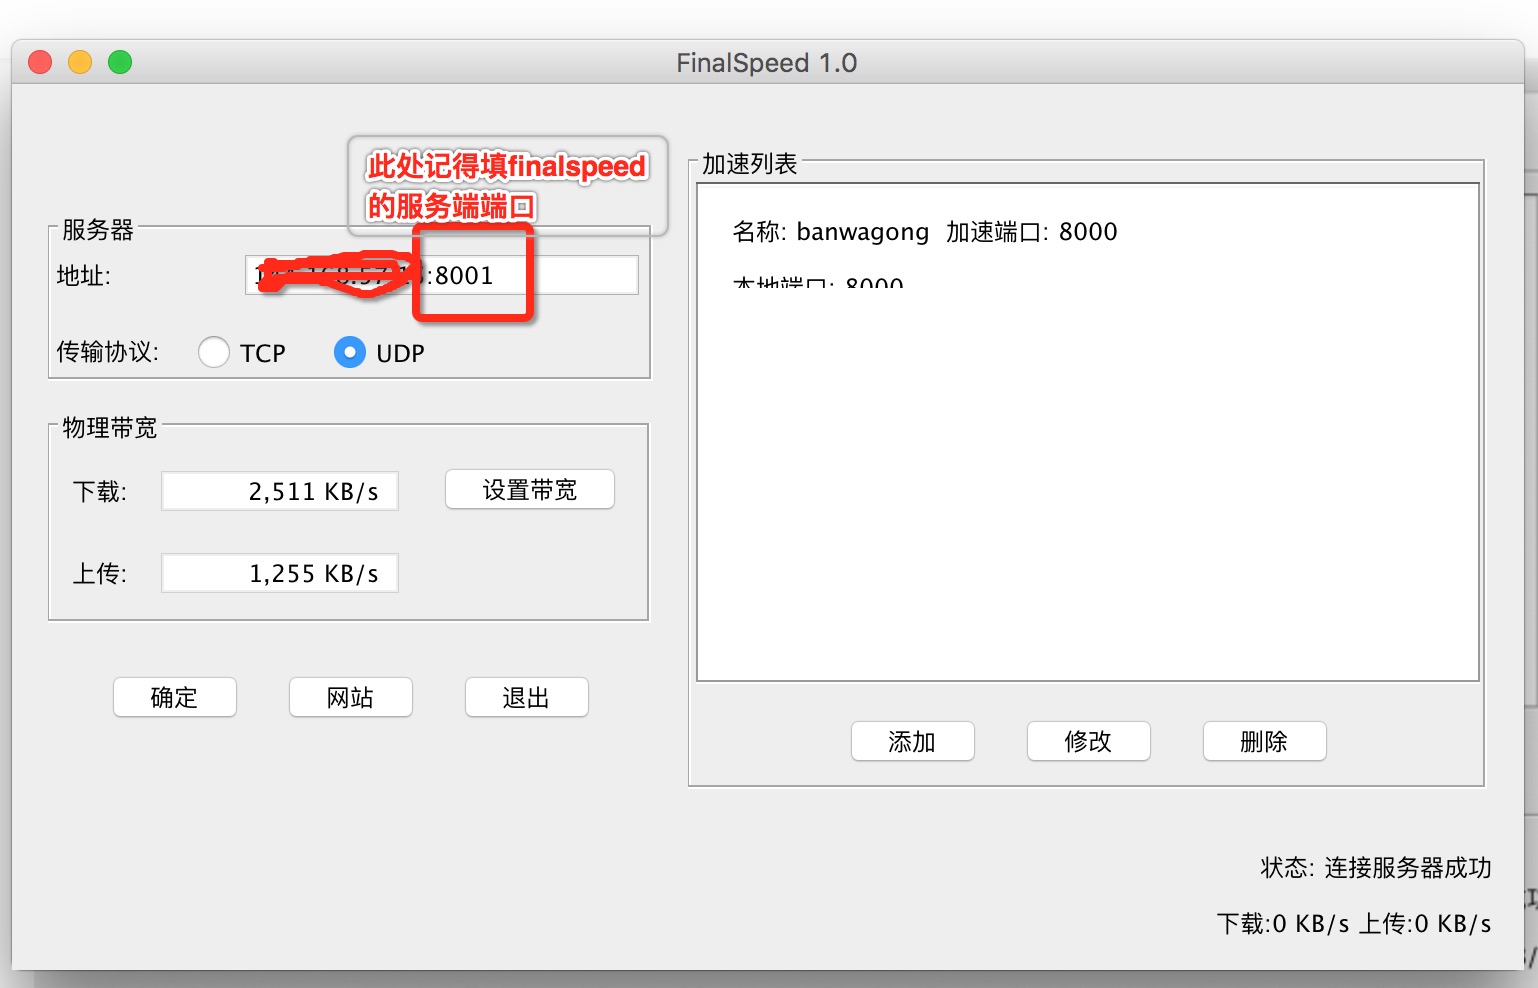 FinalSpeed 1.0
此处记得填finalspeed
的服务端端口
服务器
地址:
:8001
传输协议: TCP UDP
物理带宽
下载: 2,511 KB/s 设置带宽
上传: 1,255 KB/s
确定 网站 退出
加速列表
名称: banwagong 加速端口: 8000
本地端口: 8000
添加 修改 删除
状态: 连接服务器成功
下载:0 KB/s 上传:0 KB/s